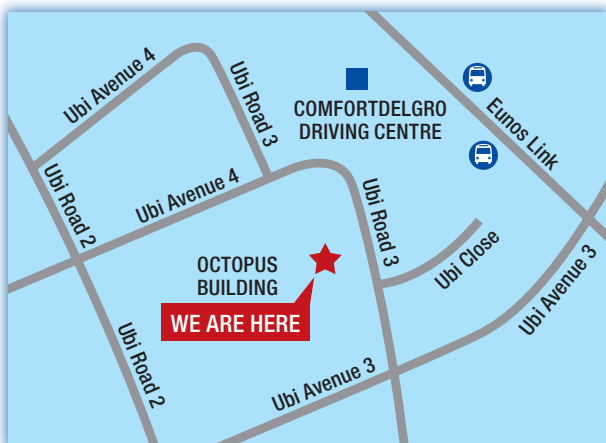 Ubi Avenue 4
Ubi Road 3
COMFORTDELGRO
DRIVING CENTRE
Eunos Link
Ubi Road 2
Ubi Avenue 4
Ubi Road 3
OCTOPUS
BUILDING
WE ARE HERE
Ubi Close
Ubi Avenue 3
Ubi Road 2
Ubi Avenue 3